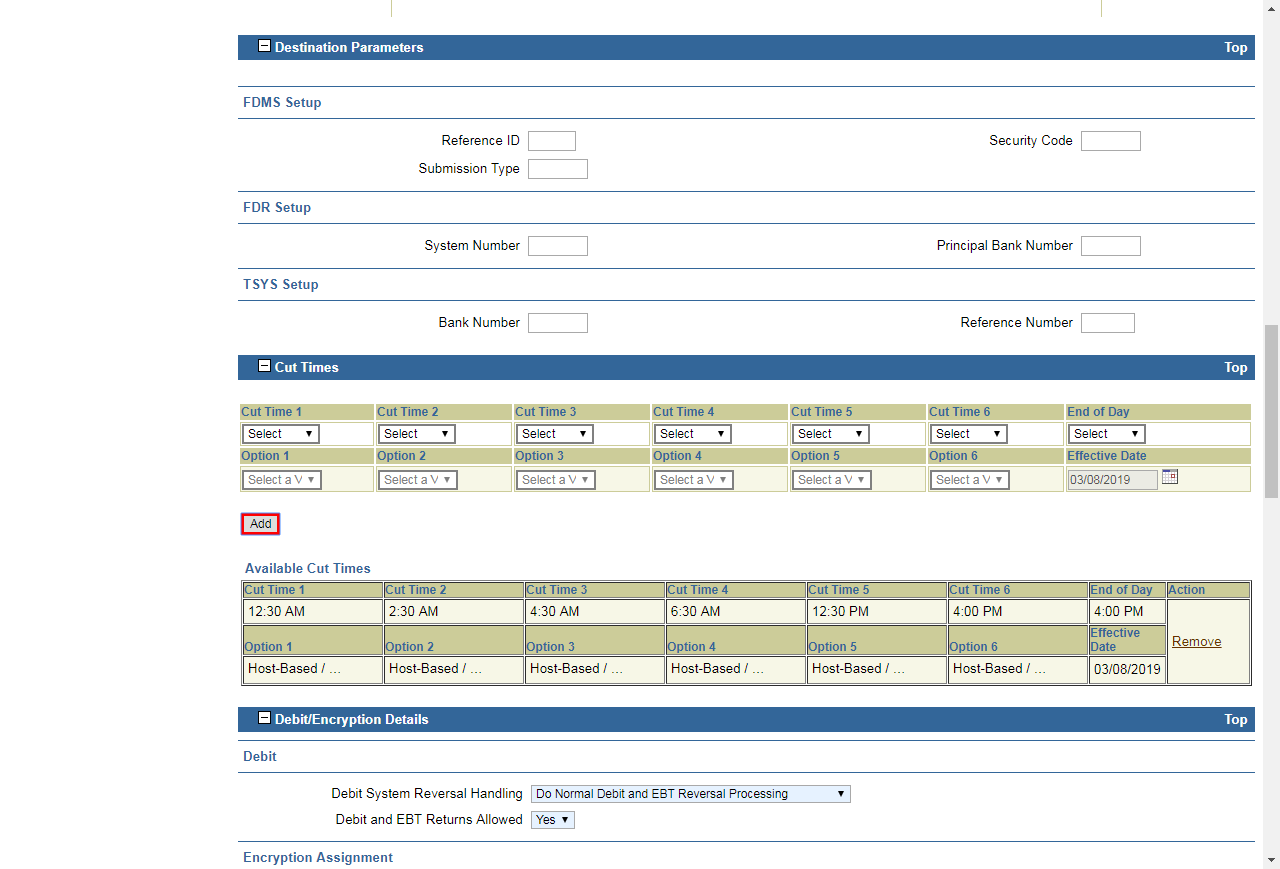 Destination Parameters Top
FDMS Setup
Reference ID Security Code
Submission Type
FDR Setup
System Number Principal Bank Number
TSYS Setup
Bank Number Reference Number
Cut Times Top
Cut Time 1 Cut Time 2 Cut Time 3 Cut Time 4 Cut Time 5 Cut Time 6 End of Day
Select Select Select Select Select Select Select
Option 1 Option 2 Option 3 Option 4 Option 5 Option 6 Effective Date
Select a V Select a V Select a V Select a V Select a V Select a V 03/08/2019
Add
Available Cut Times
Cut Time 1 Cut Time 2 Cut Time 3 Cut Time 4 Cut Time 5 Cut Time 6 End of Day Action
12:30 AM 2:30 AM 4:30 AM 6:30 AM 12:30 PM 4:00 PM 4:00 PM
Option 1 Option 2 Option 3 Option 4 Option 5 Option 6 Effective Date
Remove
Host-Based / ... Host-Based / ... Host-Based / ... Host-Based / ... Host-Based / ... Host-Based / ... 03/08/2019
Debit/Encryption Details Top
Debit
Debit System Reversal Handling Do Normal Debit and EBT Reversal Processing
Debit and EBT Returns Allowed Yes
Encryption Assignment